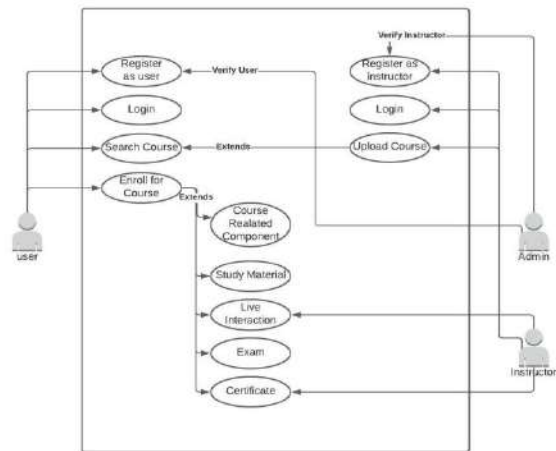 Verify Instructor
Register
as user
Verify User
Register as
instructor
Login
Login
Search Course
Extends
Upload Course
Enroll for
Course
Extends
Course
Realated
Component
user
Admin
Study Material
Live
Interaction
Exam
Instructor
Certificate